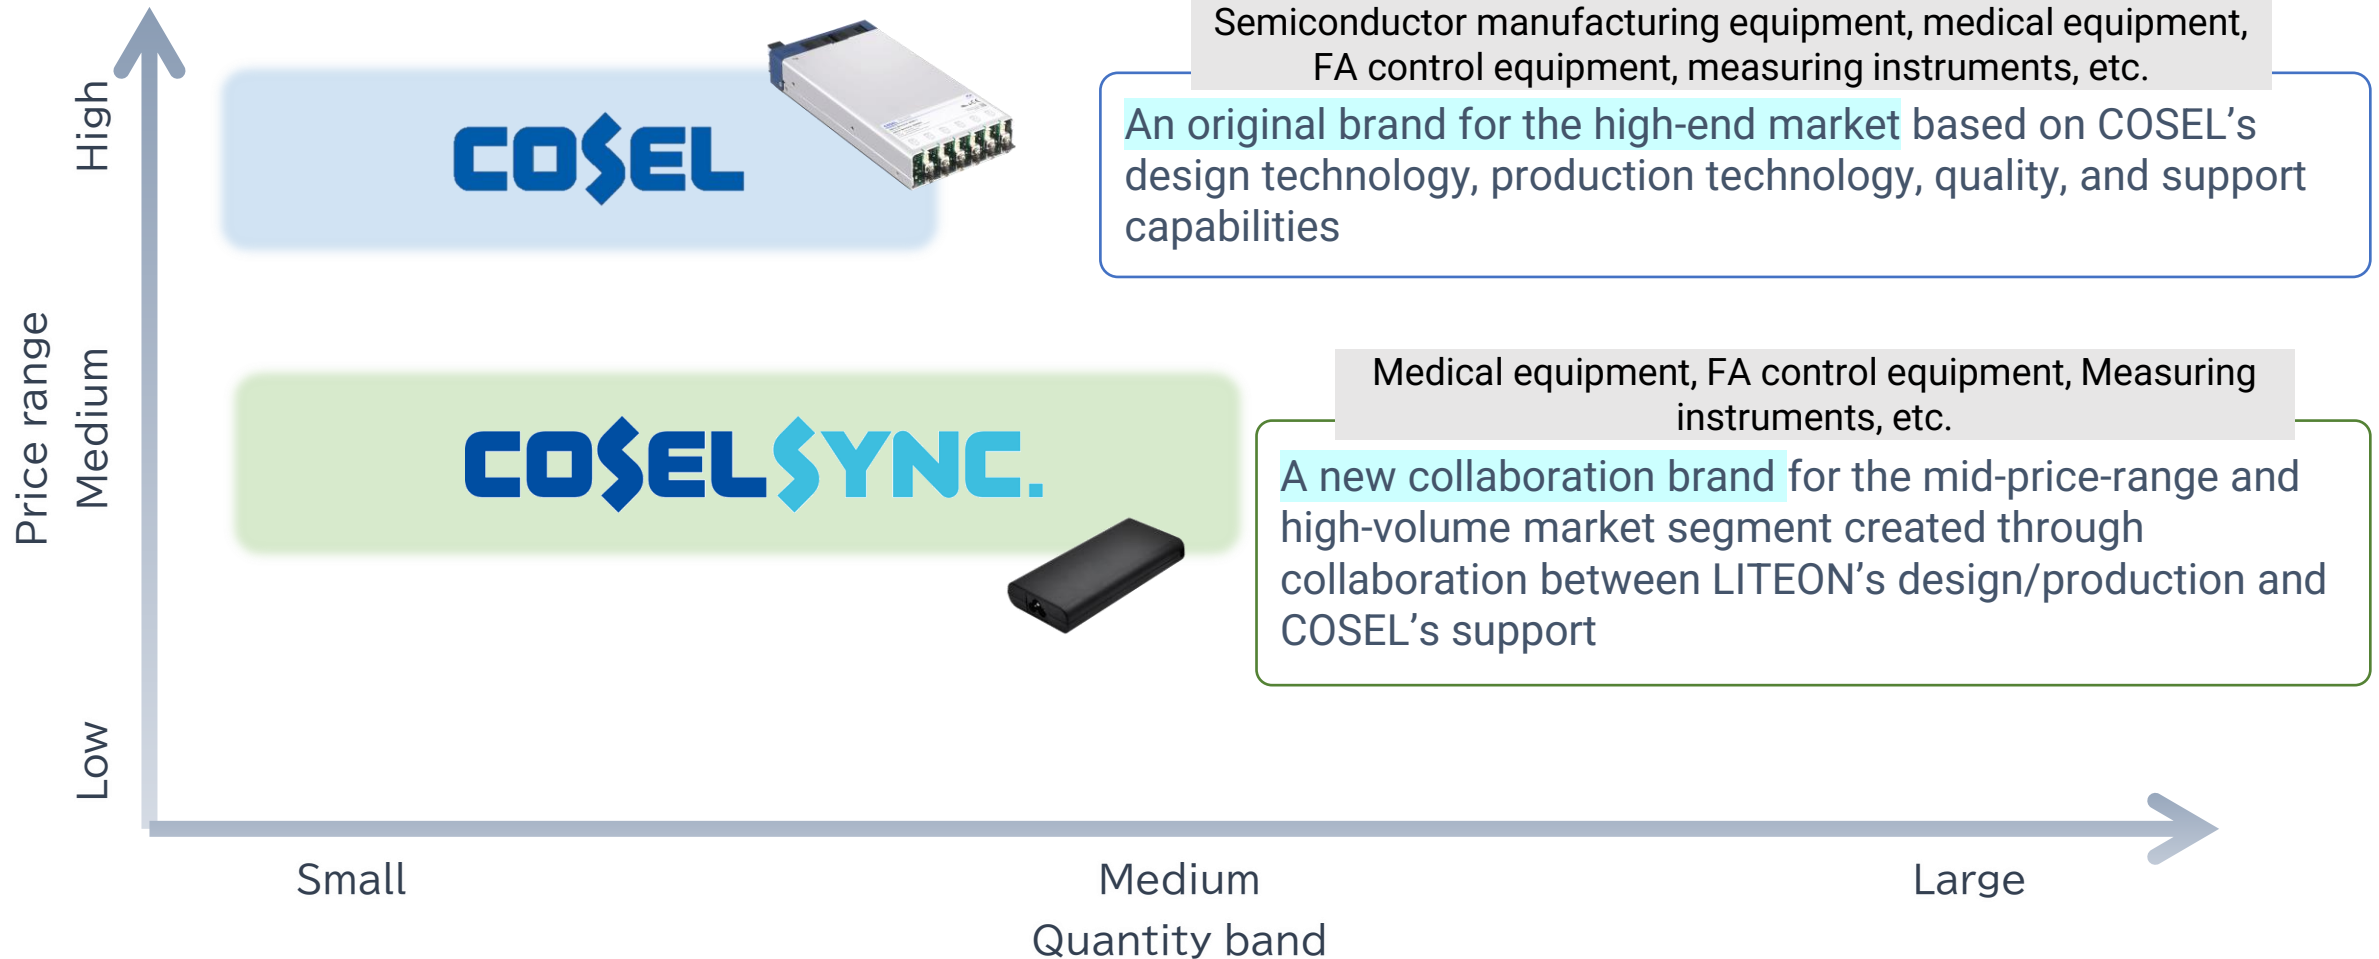 Semiconductor manufacturing equipment, medical equipment,
FA control equipment, measuring instruments, etc.
High
COSEL
An original brand for the high-end market based on COSEL’s
design technology, production technology, quality, and support
capabilities
Price range
Medium
Medical equipment, FA control equipment, Measuring
instruments, etc.
COSELSYNC.
A new collaboration brand for the mid-price-range and
high-volume market segment created through
collaboration between LITEON’s design/production and
COSEL’s support
Low
Small
Medium
Large
Quantity band